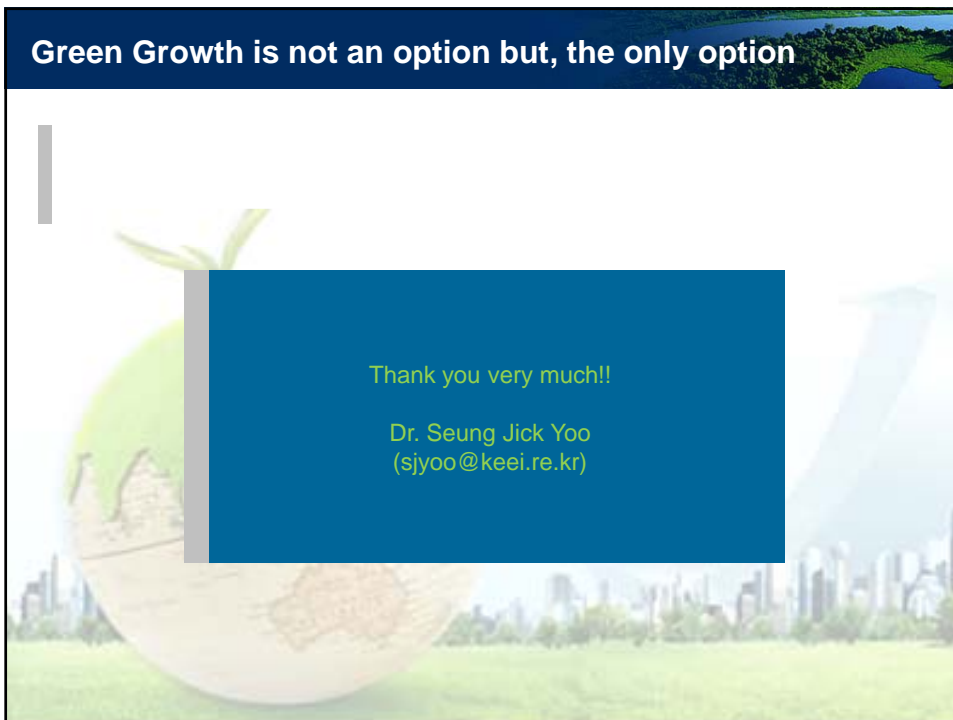 Green Growth is not an option but, the only option
Thank you very much!!
Dr. Seung Jick Yoo
(sjyoo@keei.re.kr)